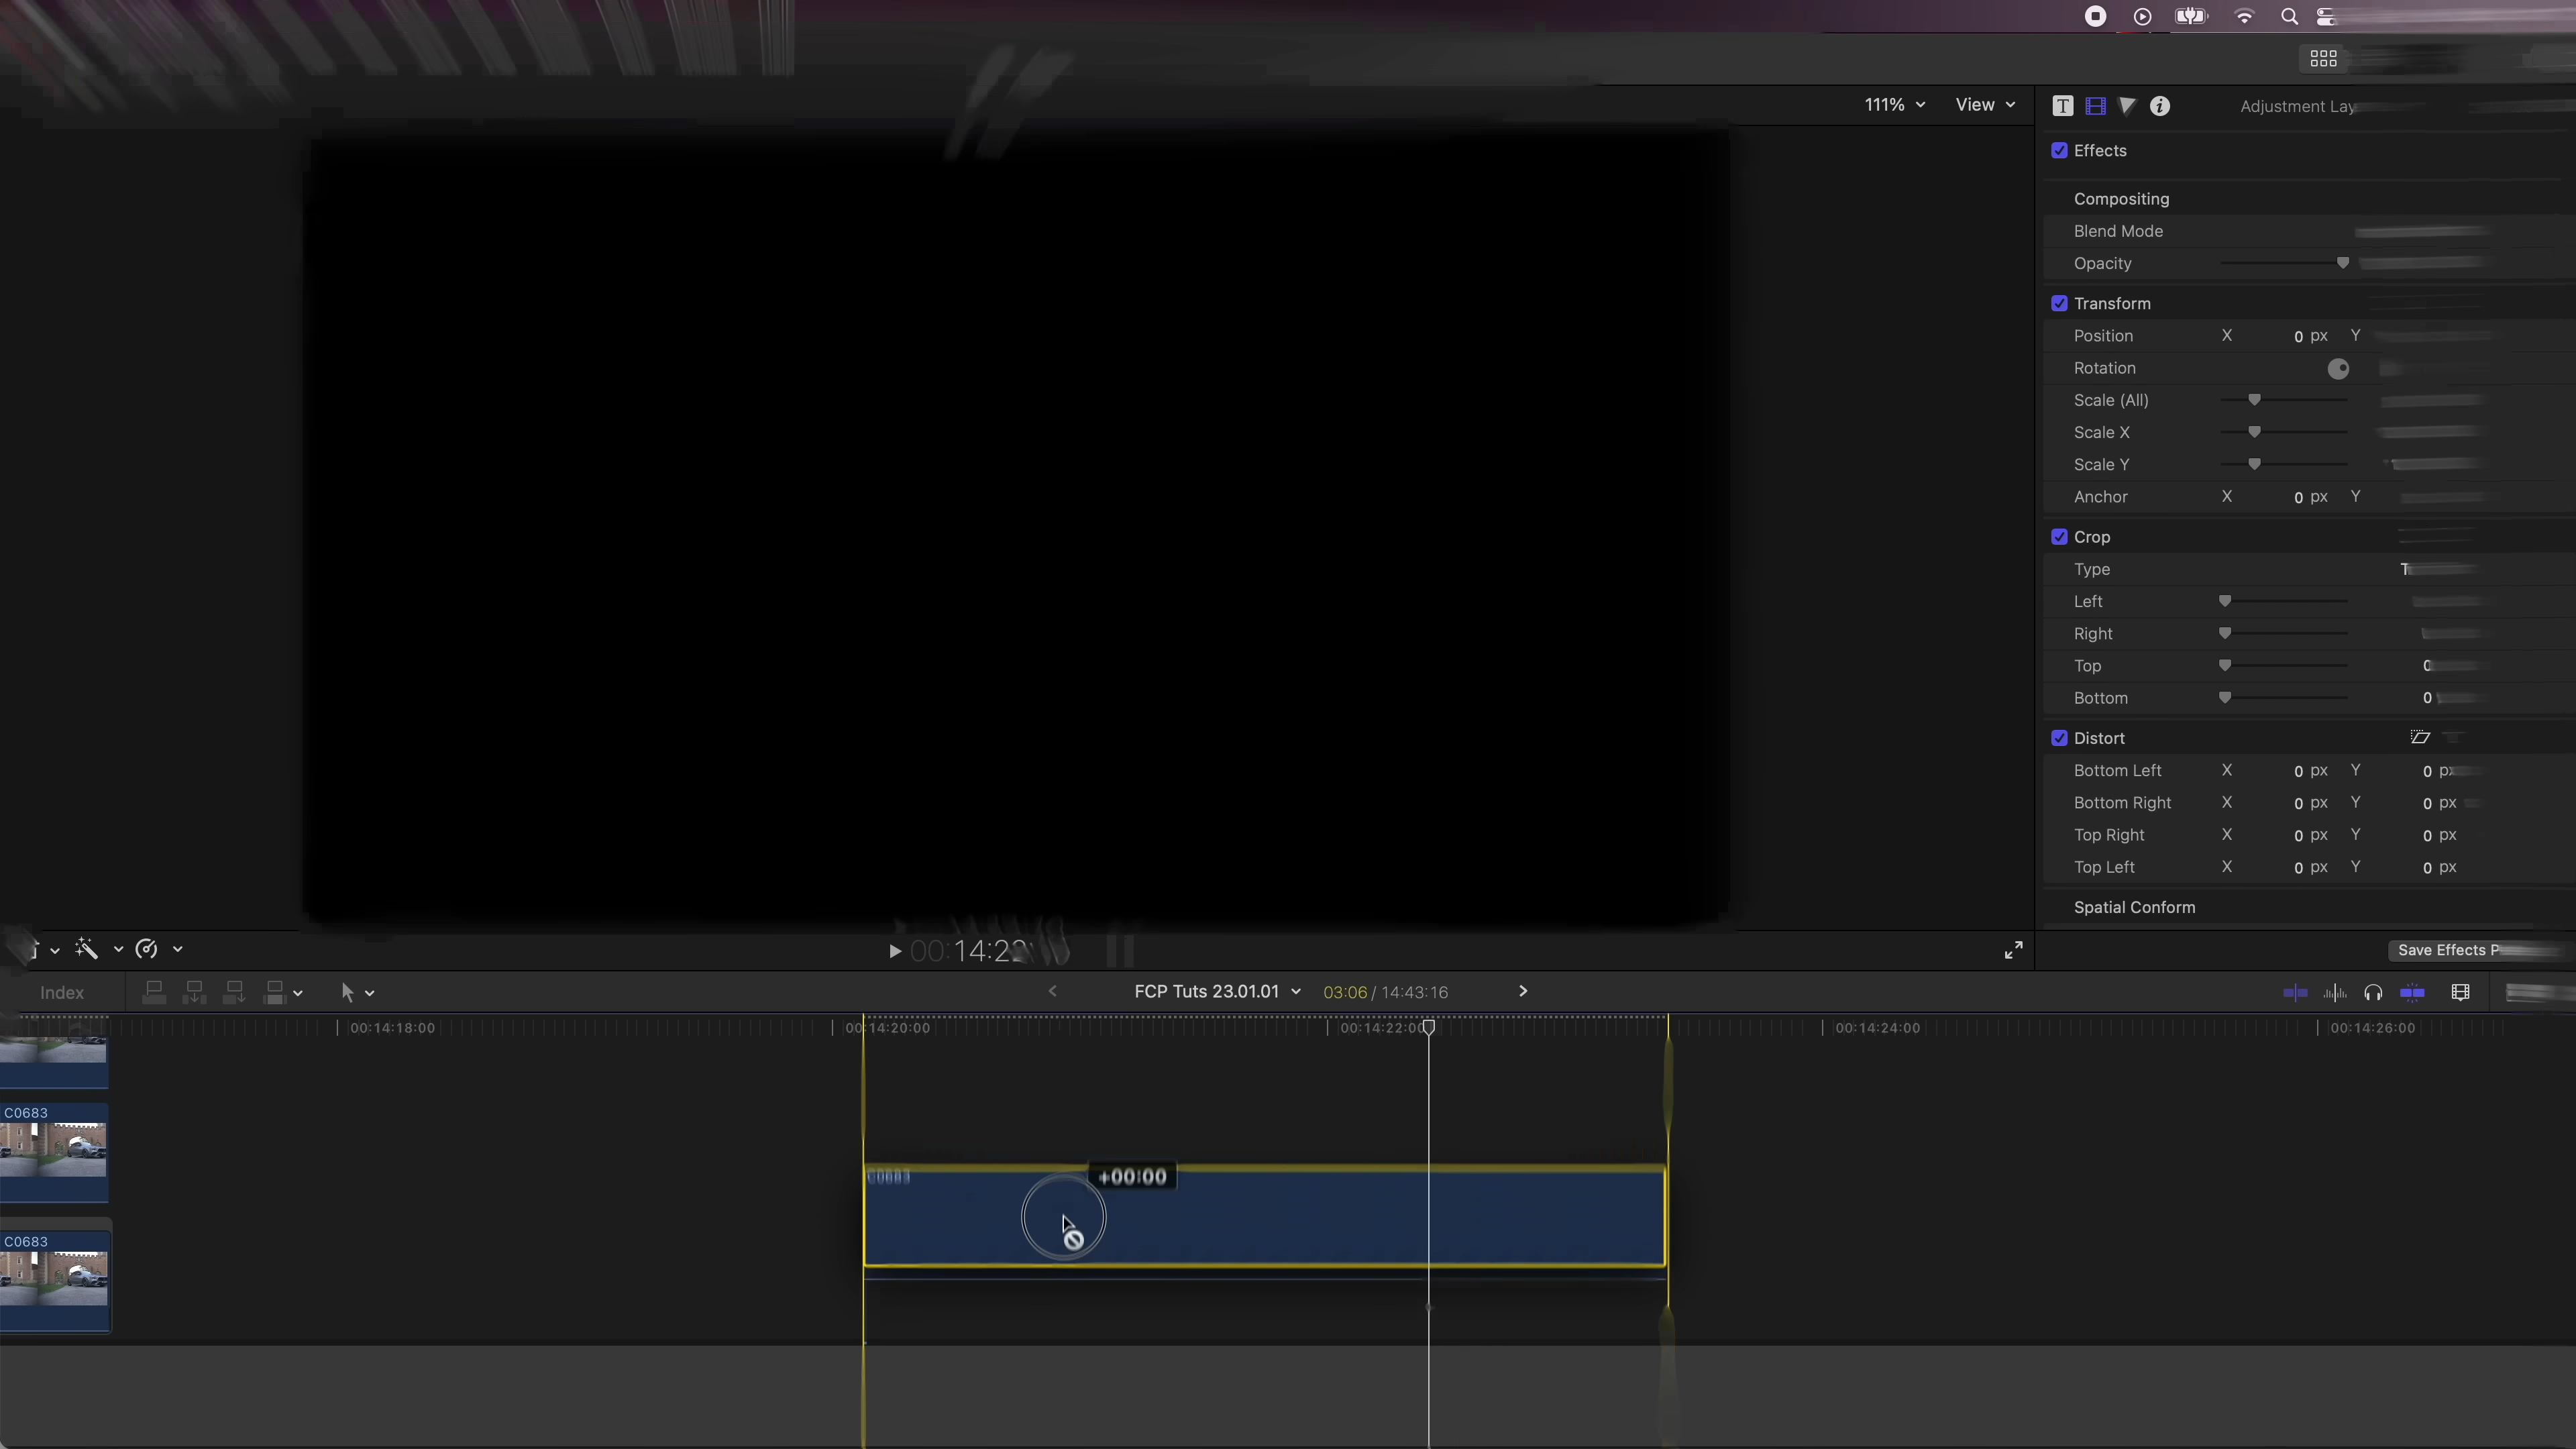 111% View
T i Adjustment Lay
Effects
Compositing
Blend Mode
Opacity
Transform
Position X 0 px Y
Rotation
Scale (All)
Scale X
Scale Y
Anchor X 0 px Y
Crop
Type
Left
Right
Top 0
Bottom 0
Distort
Bottom Left X 0 px Y 0 px
Bottom Right X 0 px Y 0 px
Top Right X 0 px Y 0 px
Top Left X 0 px Y 0 px
Spatial Conform
Save Effects
Index
FCP Tuts 23.01.01
03:06 / 14:43:16
00:14:18:00 00:14:20:00 00:14:22:00 00:14:24:00 00:14:26:00
C0683
C0683
C0683 +00:00